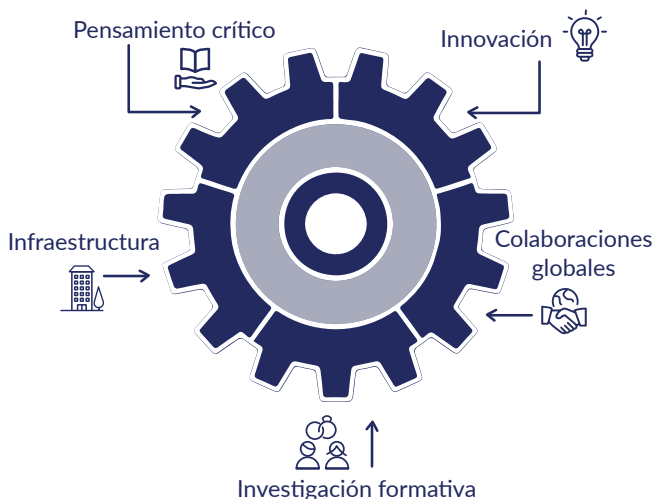 Pensamiento crítico
Innovación
Infraestructura
Colaboraciones
globales
Investigación formativa